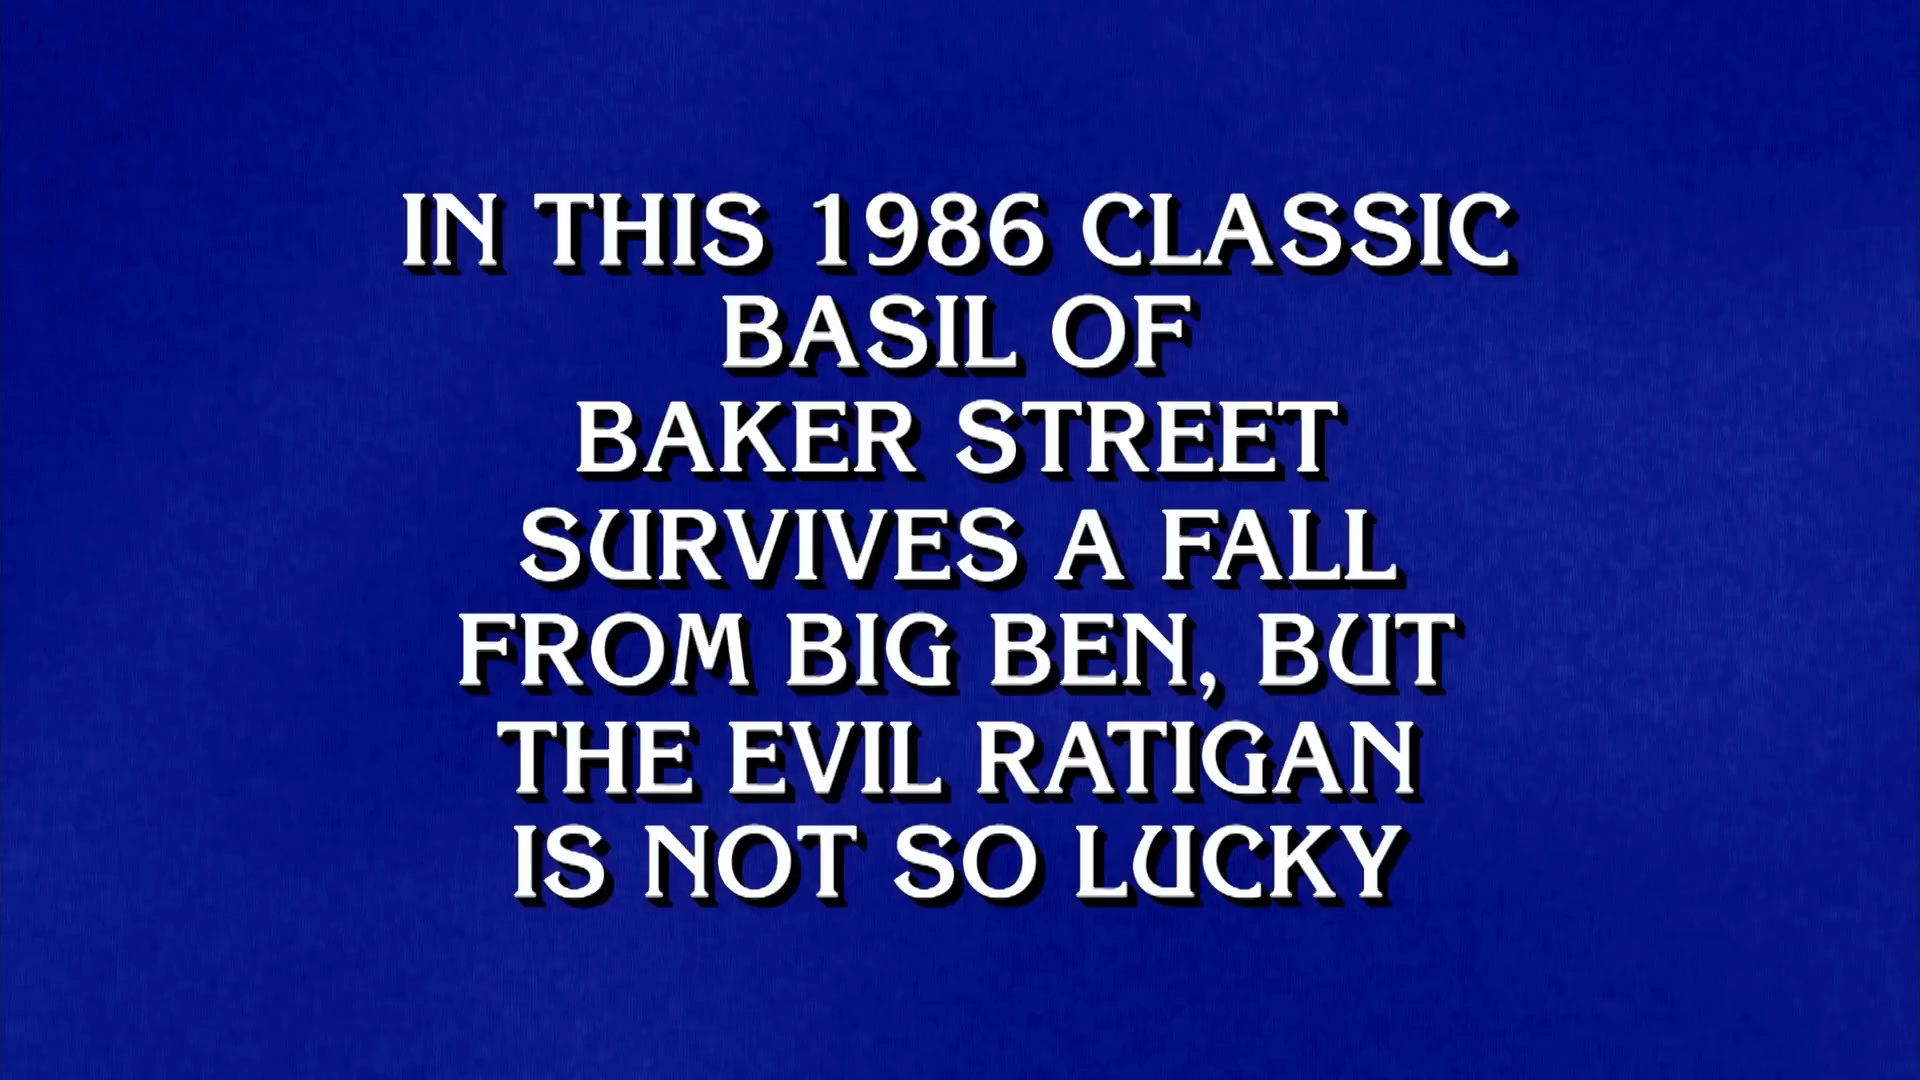 IN THIS 1986 CLASSIC
BASIL OF
BAKER STREET
SURVIVES A FALL
FROM BIG BEN, BUT
THE EVIL RATIGAN
IS NOT SO LUCKY